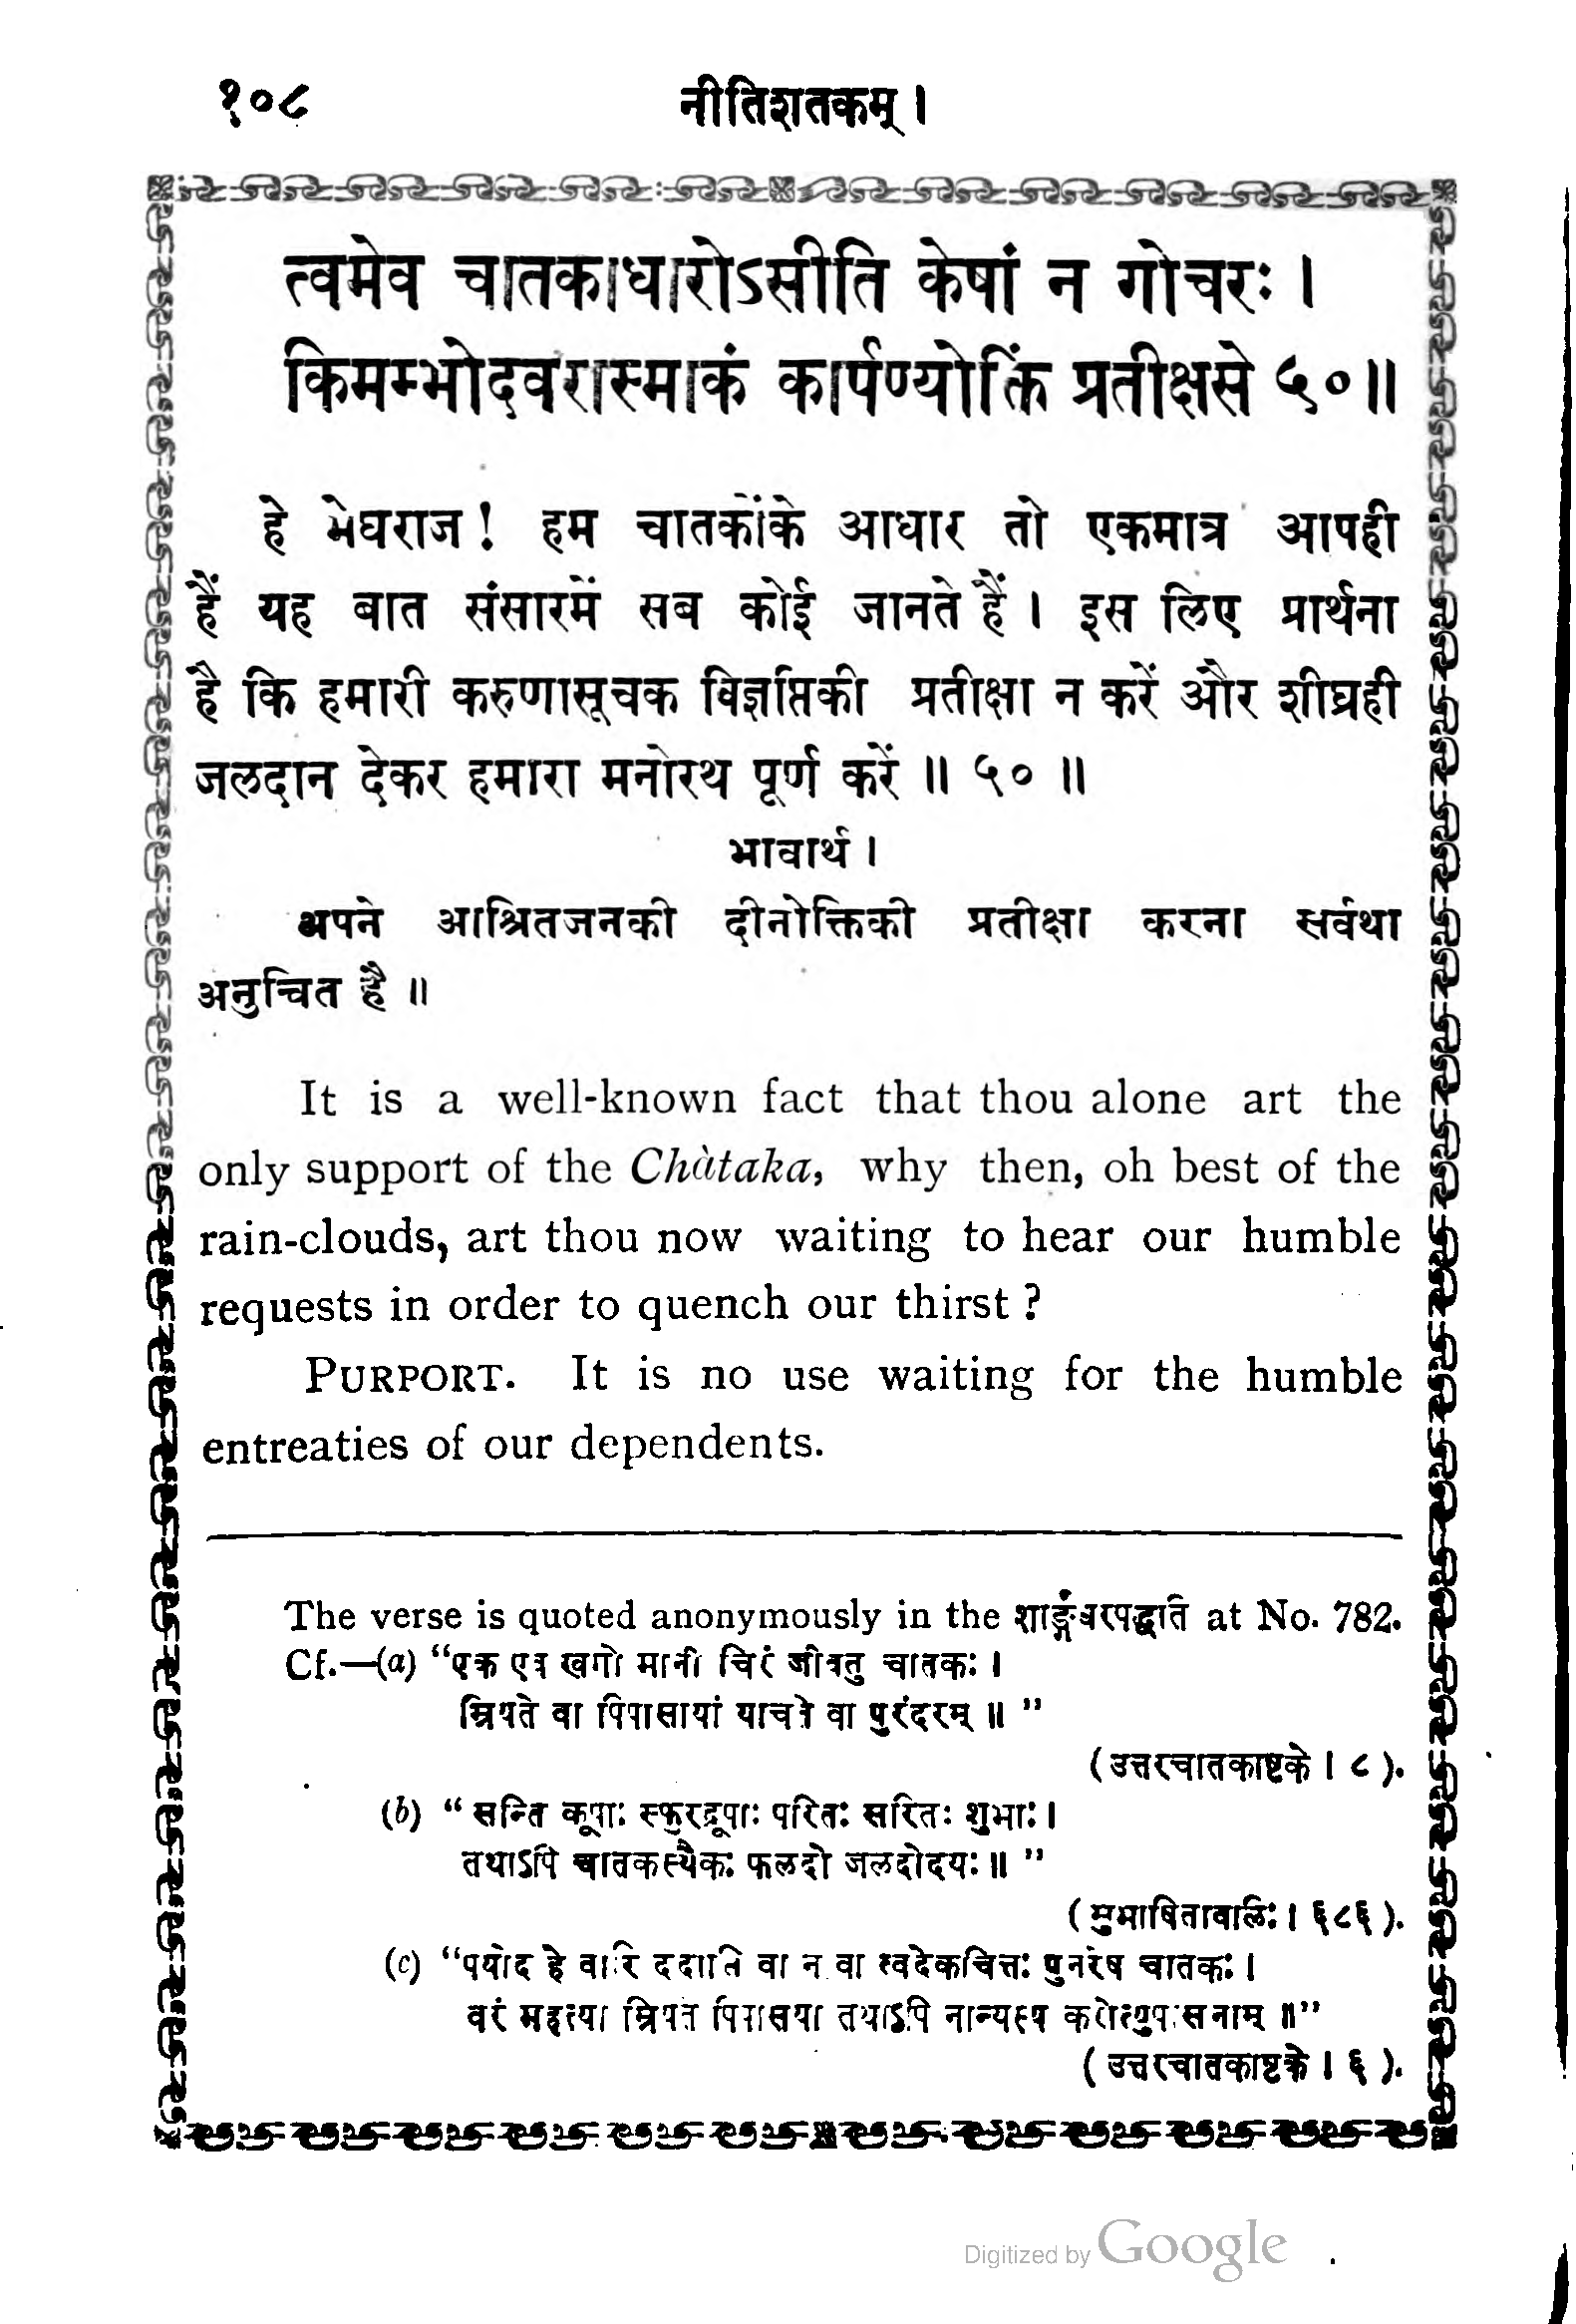 १०८ नीतिशतकम् ।
त्वमेव चातकाधारोऽसीति केषां न गोचरः ।
किमम्भोदवरास्माकं कार्पण्योक्तिं प्रतीक्षसे ५० ॥
हे मेघराज ! हम चातकोंके आधार तो एकमात्र आपही
हैं यह बात संसारमें सब कोई जानते हैं । इस लिए प्रार्थना
है कि हमारी करुणासूचक विज्ञप्तिकी प्रतीक्षा न करें और शीघ्रही
जलदान देकर हमारा मनोरथ पूर्ण करें ॥ ५० ॥
भावार्थ ।
अपने आश्रितजनकी दीनोक्तिकी प्रतीक्षा करना सर्वथा
अनुचित है ॥
It is a well-known fact that thou alone art the
only support of the Chàtaka, why then, oh best of the
rain-clouds, art thou now waiting to hear our humble
requests in order to quench our thirst ?
PURPORT. It is no use waiting for the humble
entreaties of our dependents.
The verse is quoted anonymously in the शार्ङ्गधरपद्धति at No. 782.
Cf.—(a) “एक एव खगो मानी चिरं जीवतु चातकः ।
म्रियते वा पिपासायां याचते वा पुरंदरम् ॥ ”
( उत्तरचातकाष्टके । ८ ).
(b) “ सन्ति कूपाः स्फुरद्रूपाः परितः सरितः शुभाः ।
तथाऽपि चातकस्यैकः फलदो जलदोदयः ॥ ”
( सुभाषितावलिः । ६८६ ).
(c) “पयोद हे वारि ददासि वा न वा त्वदेकचित्तः पुनरेष चातकः ।
वरं महत्या म्रियते पिपासया तथाऽपि नान्यस्य करोत्युपासनाम् ॥”
( उत्तरचातकाष्टके । ६ ).
Digitized by Google